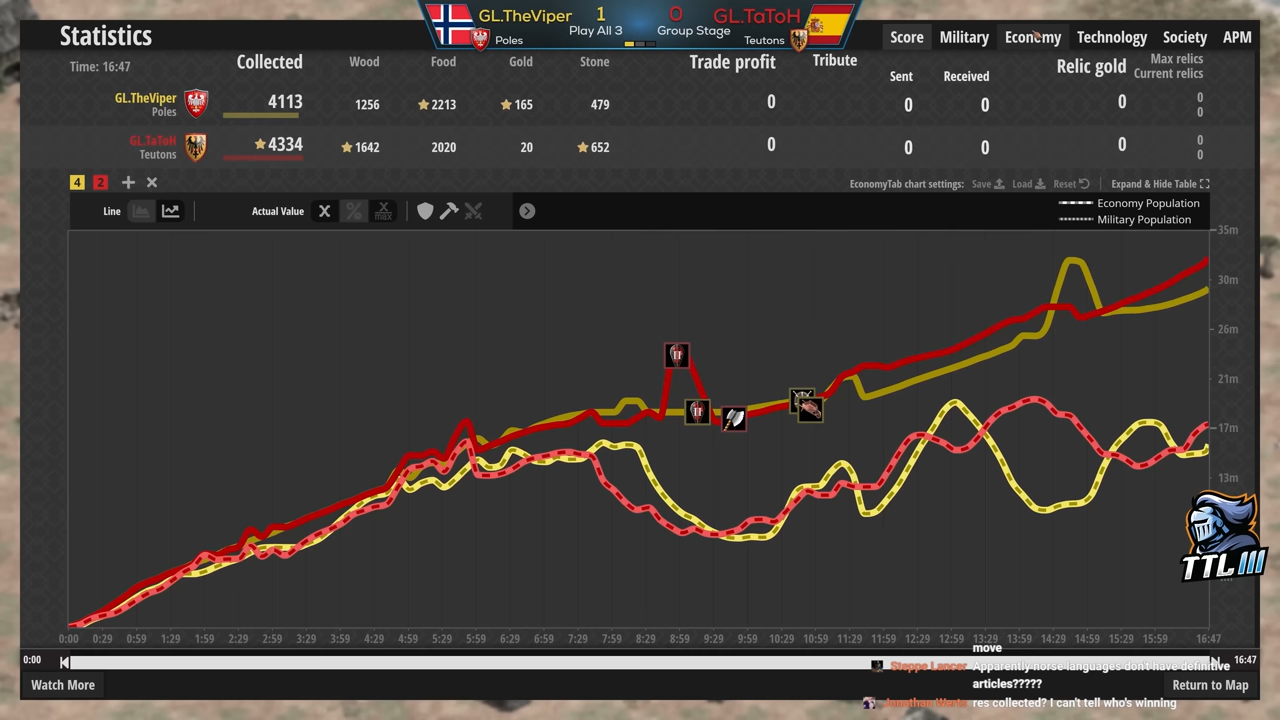 GL.TheViper 1 0 GL.TaToH
Play All 3 Group Stage
Poles Teutons
Statistics
Score Military Economy Technology Society APM
Time: 16:47
Collected Wood Food Gold Stone Trade profit Tribute Relic gold Max relics
Sent Received Current relics
GL.TheViper
Poles
4113 1256 2213 165 479 0 0 0 0 0
0
GL.TaToH
Teutons
4334 1642 2020 20 652 0 0 0 0 0
0
4 2
EconomyTab chart settings: Save Load Reset Expand & Hide Table
Line Actual Value X % X max
Economy Population
Military Population
35m
30m
26m
21m
17m
13m
II
II
TTL III
0:00 0:29 0:59 1:29 1:59 2:29 2:59 3:29 3:59 4:29 4:59 5:29 5:59 6:29 6:59 7:29 7:59 8:29 8:59 9:29 9:59 10:29 10:59 11:29 11:59 12:29 12:59 13:29 13:59 14:29 14:59 15:29 15:59 16:47
move
0:00 16:47
Steppe Lancer Apparently norse languages don't have definitive
articles?????
Watch More Return to Map
res collected? I can't tell who's winning